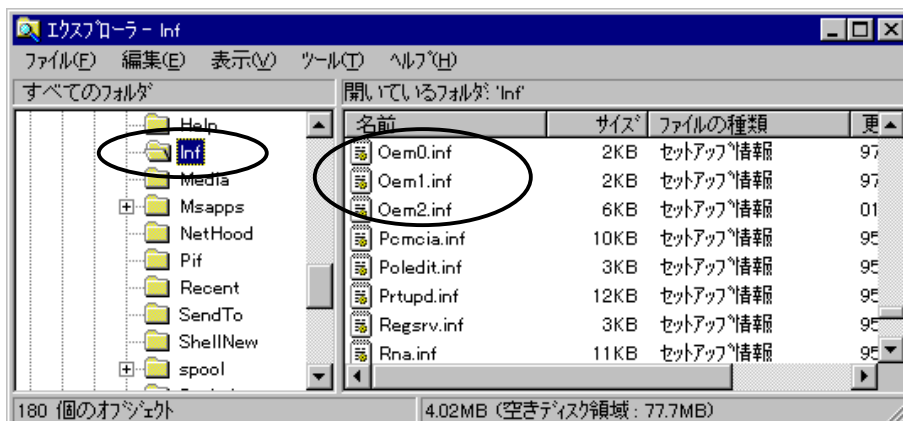 エクスプローラ - Inf
ファイル(F) 編集(E) 表示(V) ツール(T) ヘルプ(H)
すべてのフォルダ
開いているフォルダ: 'Inf'
Help
Inf
Media
Msapps
NetHood
Pif
Recent
SendTo
ShellNew
spool
名前 サイズ ファイルの種類 更
Oem0.inf 2KB セットアップ情報 97
Oem1.inf 2KB セットアップ情報 97
Oem2.inf 6KB セットアップ情報 01
Pcmcia.inf 10KB セットアップ情報 95
Poledit.inf 3KB セットアップ情報 95
Prtupd.inf 12KB セットアップ情報 95
Regsrv.inf 3KB セットアップ情報 95
Rna.inf 11KB セットアップ情報 95
180 個のオブジェクト
4.02MB (空きディスク領域 : 77.7MB)